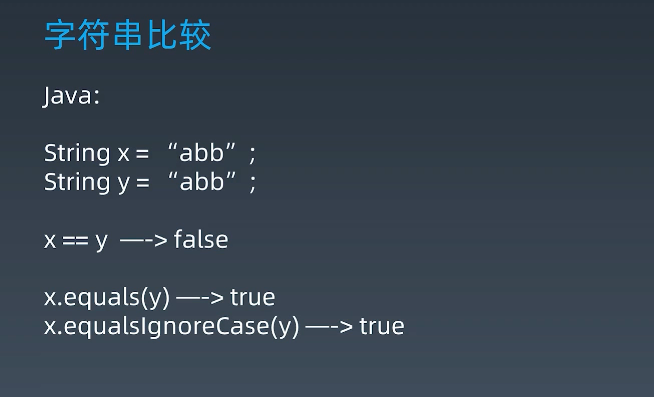 字符串比较
Java:
String x = “abb” ;
String y = “abb” ;
x == y —-> false
x.equals(y) —-> true
x.equalsIgnoreCase(y) —-> true